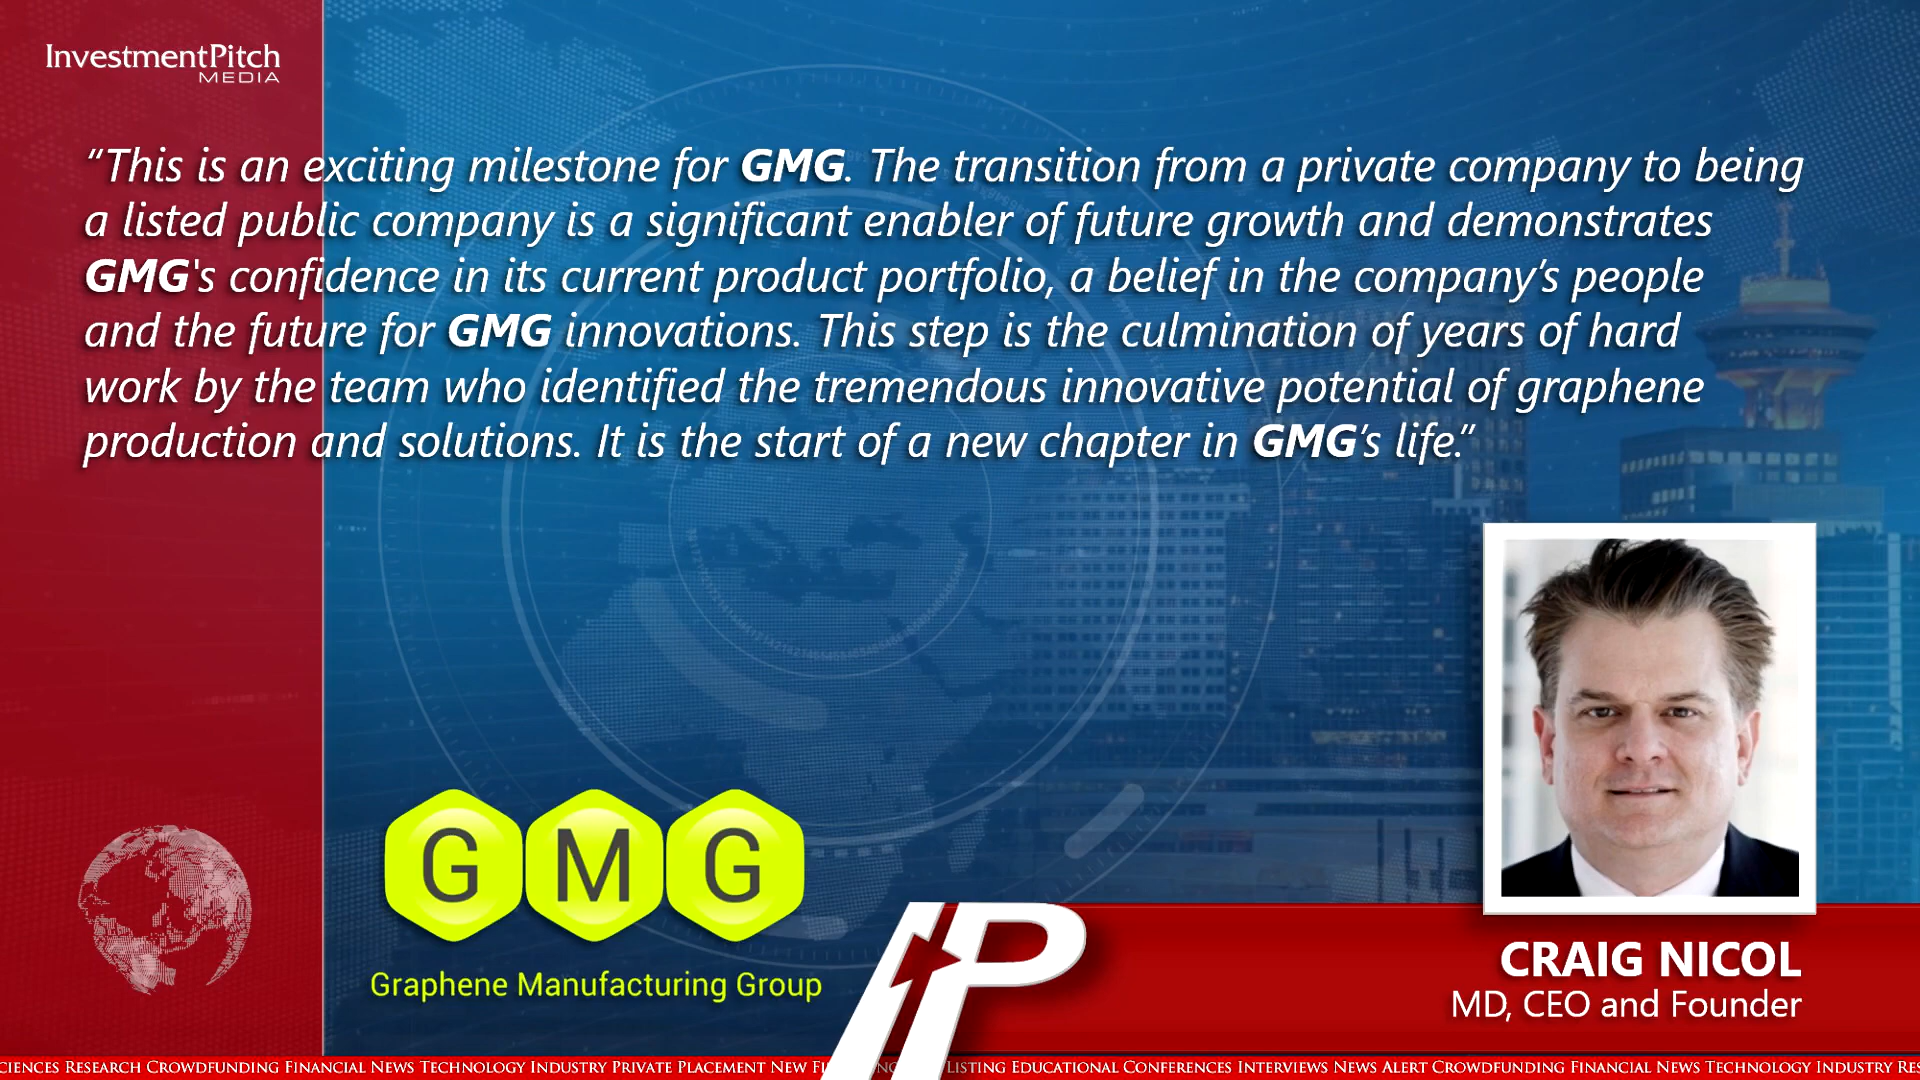 InvestmentPitch
MEDIA
“This is an exciting milestone for GMG. The transition from a private company to being
a listed public company is a significant enabler of future growth and demonstrates
GMG's confidence in its current product portfolio, a belief in the company’s people
and the future for GMG innovations. This step is the culmination of years of hard
work by the team who identified the tremendous innovative potential of graphene
production and solutions. It is the start of a new chapter in GMG’s life.”
G M G
Graphene Manufacturing Group
IP
CRAIG NICOL
MD, CEO and Founder
RESEARCH CROWDFUNDING FINANCIAL NEWS TECHNOLOGY INDUSTRY PRIVATE PLACEMENT NEW LISTING EDUCATIONAL CONFERENCES INTERVIEWS NEWS ALERT CROWDFUNDING FINANCIAL NEWS TECHNOLOGY INDUSTRY